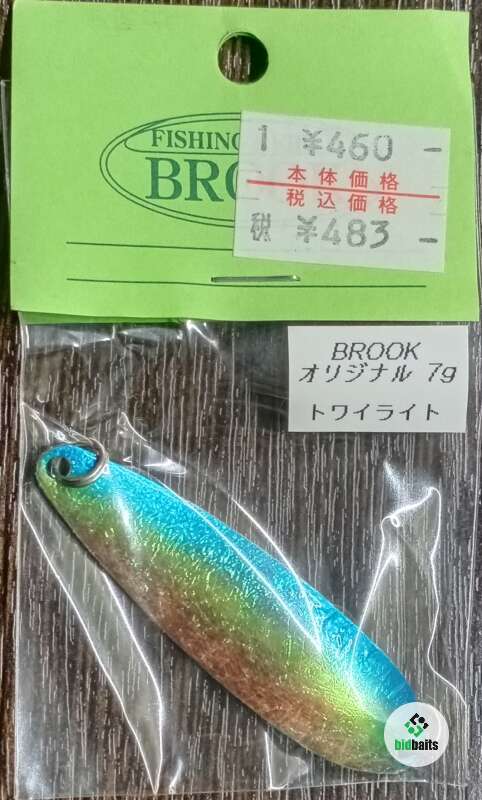 FISHING
BRO
1 ¥460 -
本体価格
税込価格
税 ¥483 -
BROOK
オリジナル 7g
トワイライト
bidbaits